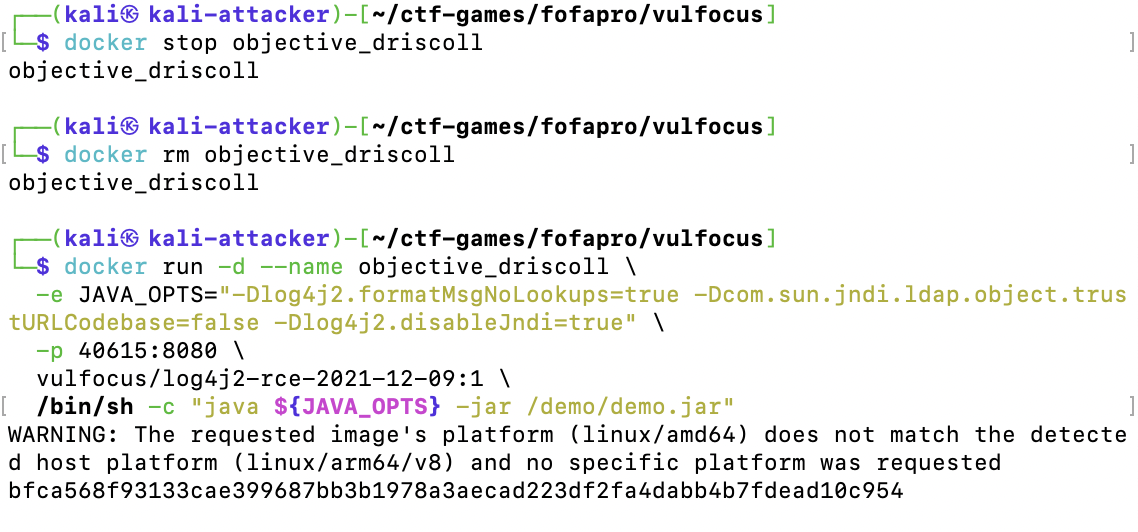 ┌──(kali㉿ kali-attacker)-[~/ctf-games/fofapro/vulfocus]
[└─$ docker stop objective_driscoll ]
objective_driscoll
┌──(kali㉿ kali-attacker)-[~/ctf-games/fofapro/vulfocus]
[└─$ docker rm objective_driscoll ]
objective_driscoll
┌──(kali㉿ kali-attacker)-[~/ctf-games/fofapro/vulfocus]
└─$ docker run -d --name objective_driscoll \
-e JAVA_OPTS="-Dlog4j2.formatMsgNoLookups=true -Dcom.sun.jndi.ldap.object.trus
tURLCodebase=false -Dlog4j2.disableJndi=true" \
-p 40615:8080 \
vulfocus/log4j2-rce-2021-12-09:1 \
[ /bin/sh -c "java ${JAVA_OPTS} -jar /demo/demo.jar" ]
WARNING: The requested image's platform (linux/amd64) does not match the detecte
d host platform (linux/arm64/v8) and no specific platform was requested
bfca568f93133cae399687bb3b1978a3aecad223df2fa4dabb4b7fdead10c954